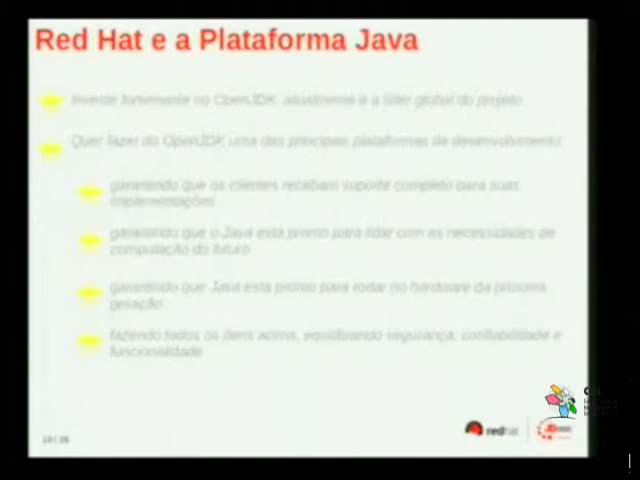 Red Hat e a Plataforma Java
Investe fortemente no OpenJDK, atualmente é a líder global do projeto
Quer fazer do OpenJDK uma das principais plataformas de desenvolvimento:
garantindo que os clientes recebam suporte completo para suas
implementações
garantindo que o Java está pronto para lidar com as necessidades de
computação do futuro
garantindo que Java está pronto para rodar no hardware da próxima
geração
fazendo todos os itens acima, equilibrando segurança, confiabilidade e
funcionalidade
redhat